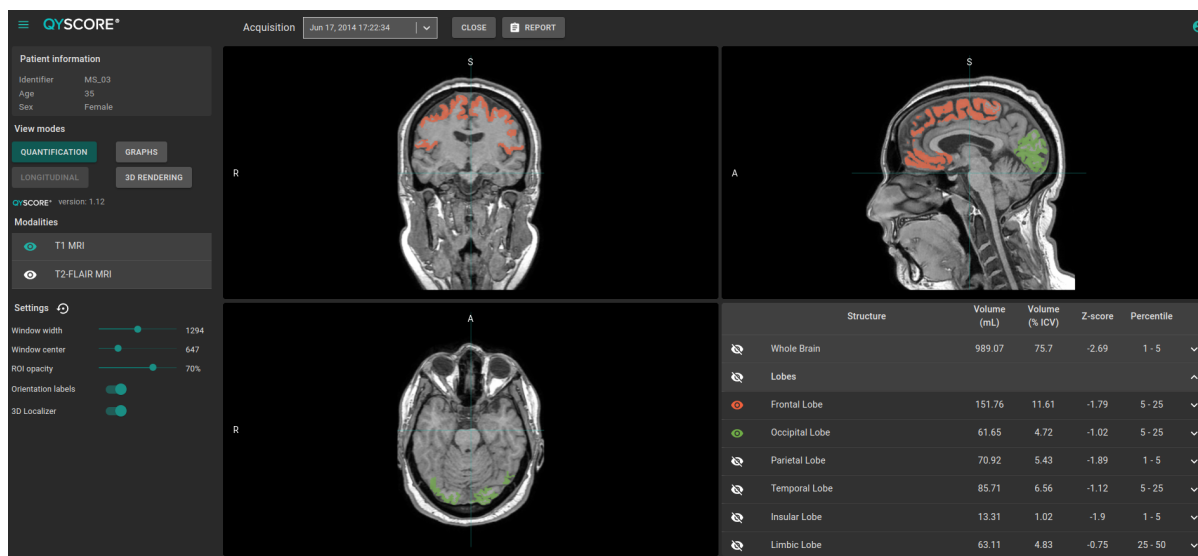 QYSCORE®
Acquisition Jun 17, 2014 17:22:34 CLOSE REPORT
Patient information
Identifier MS_03
Age 35
Sex Female
View modes
QUANTIFICATION GRAPHS
LONGITUDINAL 3D RENDERING
QYSCORE® version: 1.12
Modalities
T1 MRI
T2-FLAIR MRI
Settings
Window width 1294
Window center 647
ROI opacity 70%
Orientation labels
3D Localizer
S
R
S
A
A
R
Structure Volume (mL) Volume (% ICV) Z-score Percentile
Whole Brain 989.07 75.7 -2.69 1 - 5
Lobes
Frontal Lobe 151.76 11.61 -1.79 5 - 25
Occipital Lobe 61.65 4.72 -1.02 5 - 25
Parietal Lobe 70.92 5.43 -1.89 1 - 5
Temporal Lobe 85.71 6.56 -1.12 5 - 25
Insular Lobe 13.31 1.02 -1.9 1 - 5
Limbic Lobe 63.11 4.83 -0.75 25 - 50